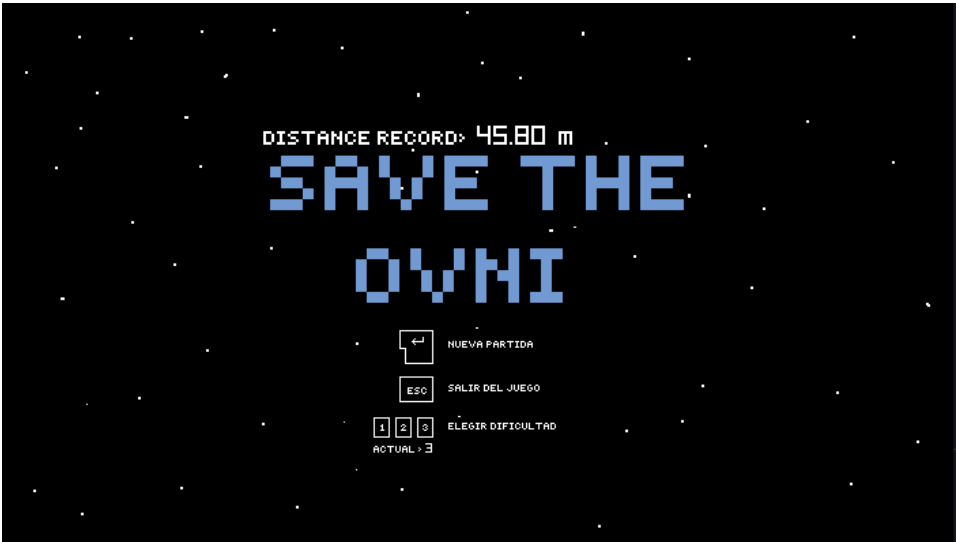 DISTANCE RECORD> 45.80 m
SAVE THE
OVNI
NUEVA PARTIDA
ESC SALIR DEL JUEGO
1 2 3 ELEGIR DIFICULTAD
ACTUAL> 3